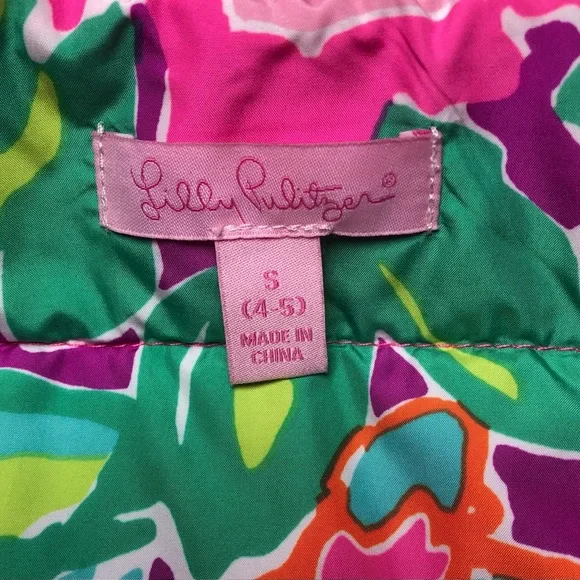 Lilly Pulitzer®
S
(4-5)
MADE IN
CHINA